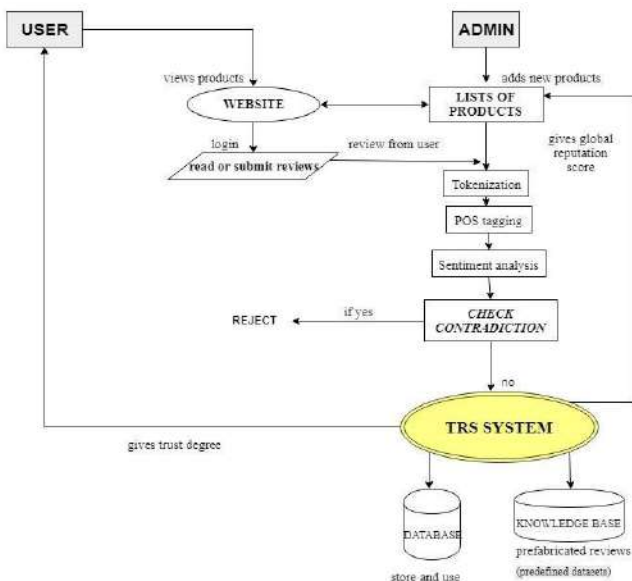 USER
ADMIN
views products
adds new products
WEBSITE
LISTS OF
PRODUCTS
login
review from user
gives global
reputation
score
read or submit reviews
Tokenization
POS tagging
Sentiment analysis
REJECT
if yes
CHECK
CONTRADICTION
no
TRS SYSTEM
gives trust degree
DATABASE
KNOWLEDGE BASE
prefabricated reviews
(predefined datasets)
store and use